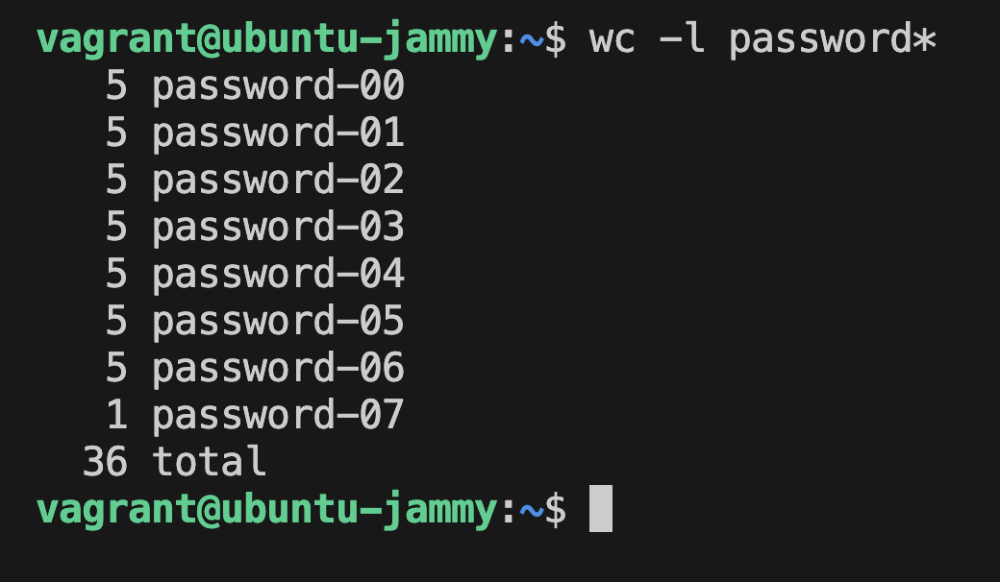 vagrant@ubuntu-jammy:~$ wc -l password*
5 password-00
5 password-01
5 password-02
5 password-03
5 password-04
5 password-05
5 password-06
1 password-07
36 total
vagrant@ubuntu-jammy:~$